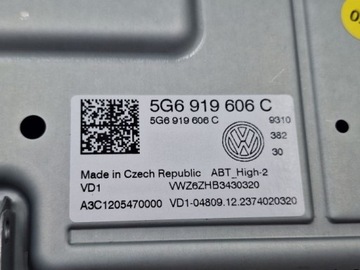 5G6 919 606 C
5G6 919 606 C
9310
382
30
Made in Czech Republic ABT_High-2
VD1 VWZ6ZHB3430320
A3C1205470000 VD1-04809.12.2374020320